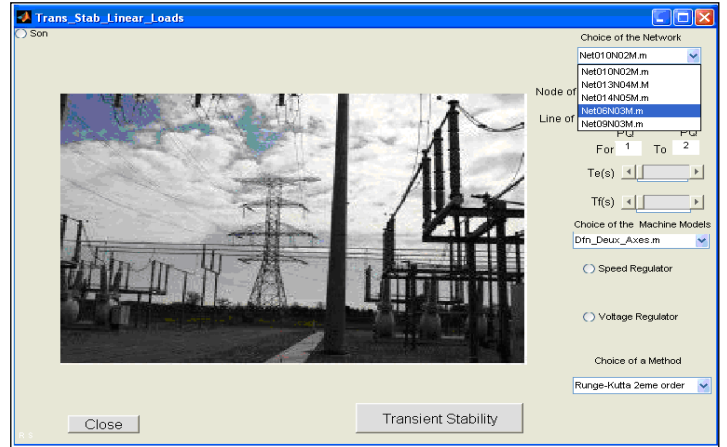 Trans_Stab_Linear_Loads
Son
Choice of the Network
Net010N02M.m
Net010N02M.m
Net013N04M.M
Net014N05M.m
Net06N03M.m
Net09N03M.m
Node of
Line of
PQ PQ
For 1 To 2
Te(s)
Tf(s)
Choice of the Machine Models
Dfn_Deux_Axes.m
Speed Regulator
Voltage Regulator
Choice of a Method
Runge-Kutta 2eme order
Close
Transient Stability